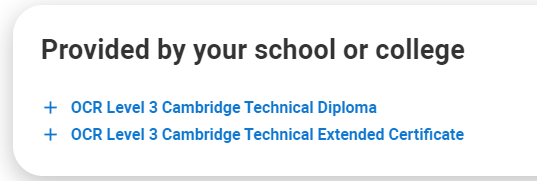 Provided by your school or college
+ OCR Level 3 Cambridge Technical Diploma
+ OCR Level 3 Cambridge Technical Extended Certificate